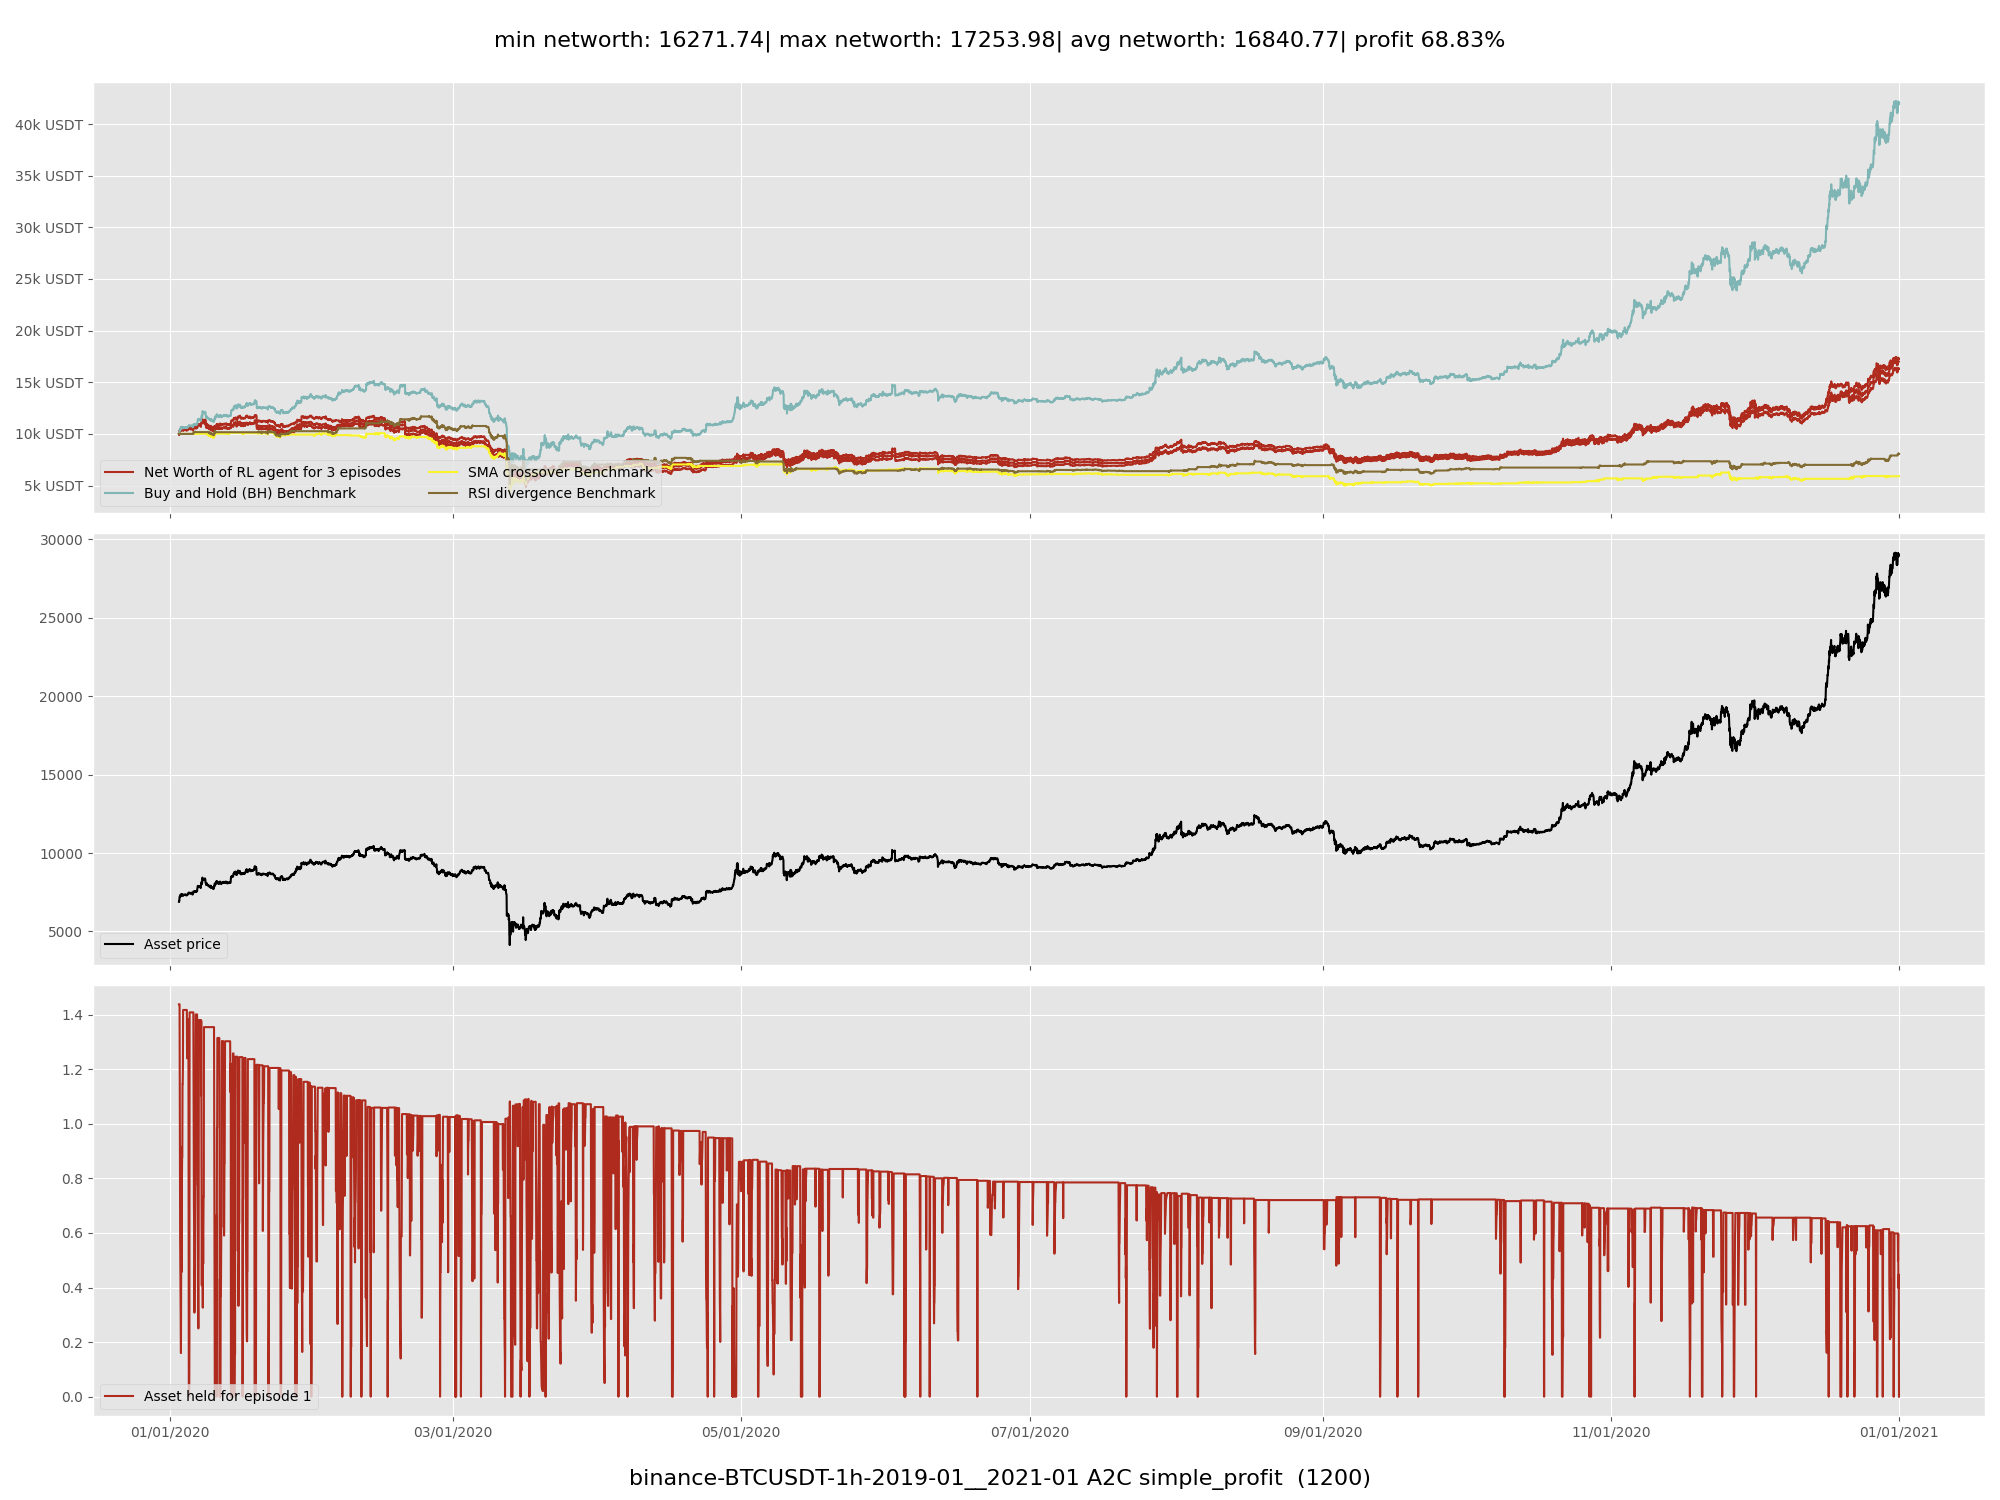 min networth: 16271.74| max networth: 17253.98| avg networth: 16840.77| profit 68.83%
40k USDT
35k USDT
30k USDT
25k USDT
20k USDT
15k USDT
10k USDT
5k USDT
Net Worth of RL agent for 3 episodes
Buy and Hold (BH) Benchmark
SMA crossover Benchmark
RSI divergence Benchmark
30000
25000
20000
15000
10000
5000
Asset price
1.4
1.2
1.0
0.8
0.6
0.4
0.2
0.0
Asset held for episode 1
01/01/2020 03/01/2020 05/01/2020 07/01/2020 09/01/2020 11/01/2020 01/01/2021
binance-BTCUSDT-1h-2019-01__2021-01 A2C simple_profit (1200)